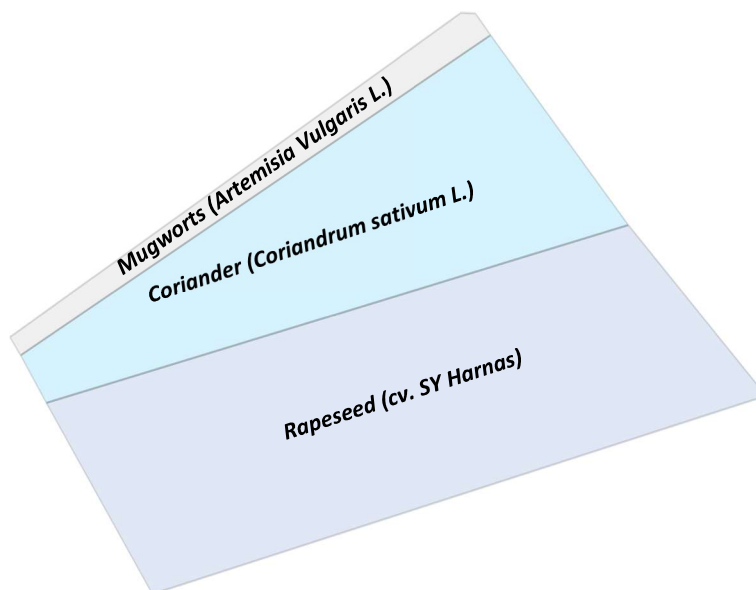 Mugworts (Artemisia Vulgaris L.)
Coriander (Coriandrum sativum L.)
Rapeseed (cv. SY Harnas)